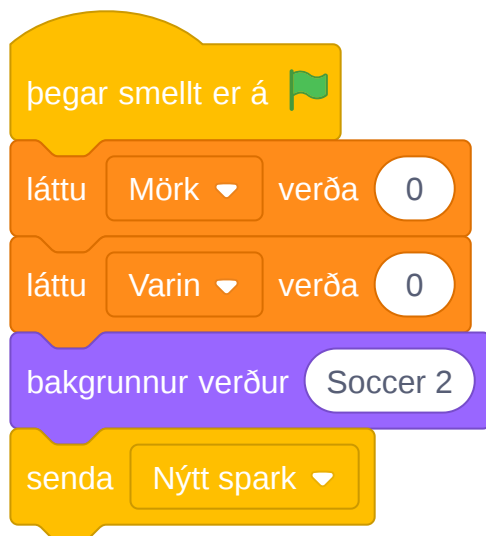 þegar smellt er á
láttu Mörk verða 0
láttu Varin verða 0
bakgrunnur verður Soccer 2
senda Nýtt spark